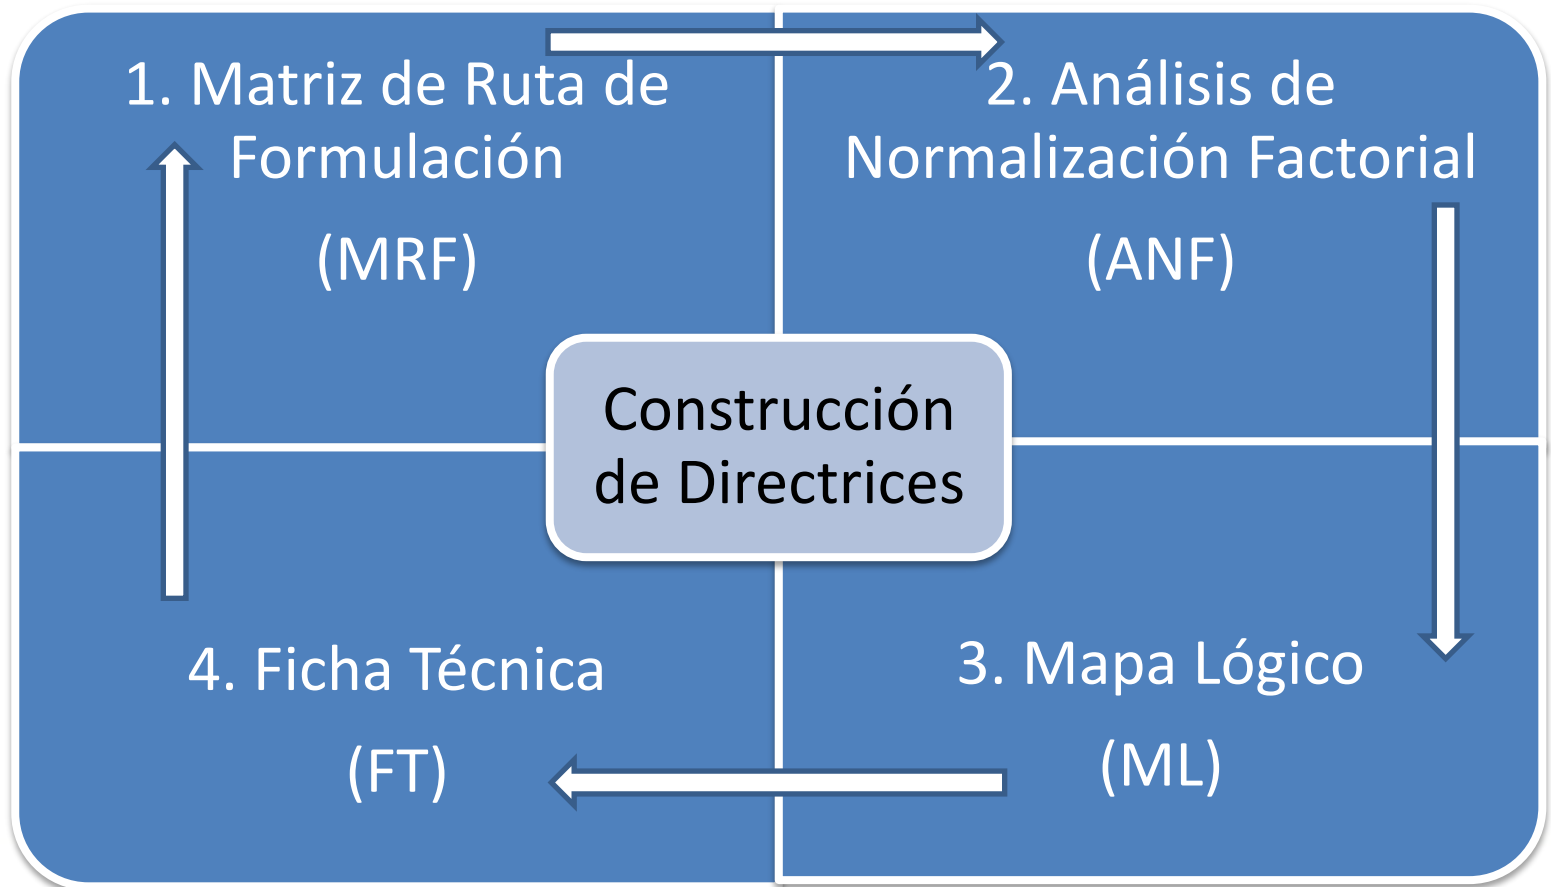 1. Matriz de Ruta de
Formulación
(MRF)
2. Análisis de
Normalización Factorial
(ANF)
Construcción
de Directrices
4. Ficha Técnica
(FT)
3. Mapa Lógico
(ML)